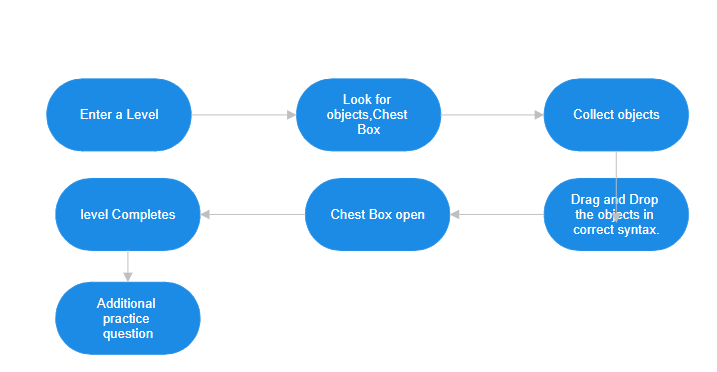 Enter a Level
Look for
objects,Chest
Box
Collect objects
Drag and Drop
the objects in
correct syntax.
Chest Box open
level Completes
Additional
practice
question